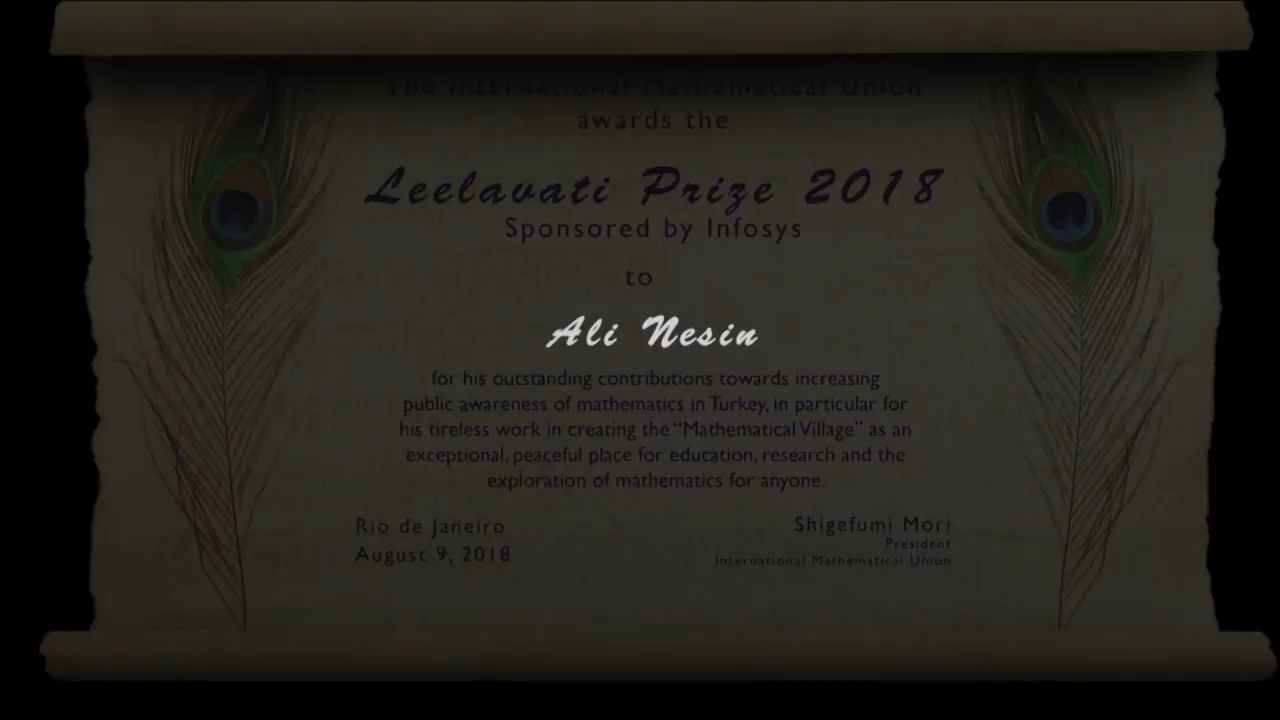 The International Mathematical Union
awards the
Leelavati Prize 2018
Sponsored by Infosys
to
Ali Nesin
for his outstanding contributions towards increasing
public awareness of mathematics in Turkey, in particular for
his tireless work in creating the “Mathematical Village” as an
exceptional, peaceful place for education, research and the
exploration of mathematics for anyone.
Rio de Janeiro
August 9, 2018
Shigefumi Mori
President
International Mathematical Union